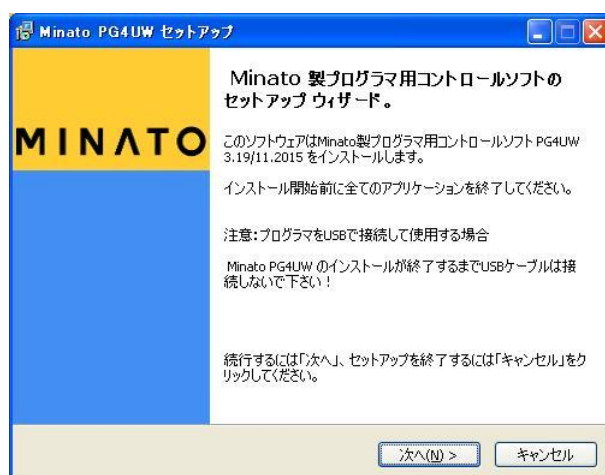 Minato PG4UW セットアップ
Minato 製プログラマ用コントロールソフトの
セットアップ ウィザード。
MINATO
このソフトウェアはMinato製プログラマ用コントロールソフト PG4UW
3.19/11.2015 をインストールします。
インストール開始前に全てのアプリケーションを終了してください。
注意:プログラマをUSBで接続して使用する場合
Minato PG4UW のインストールが終了するまでUSBケーブルは接
続しないで下さい!
続行するには「次へ」、セットアップを終了するには「キャンセル」をク
リックしてください。
次へ(N) >
キャンセル